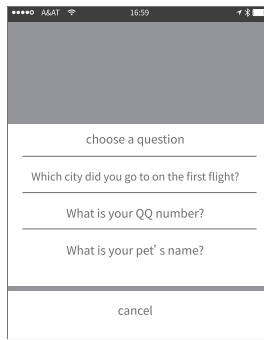 A&AT 16:59
choose a question
Which city did you go to on the first flight?
What is your QQ number?
What is your pet’s name?
cancel